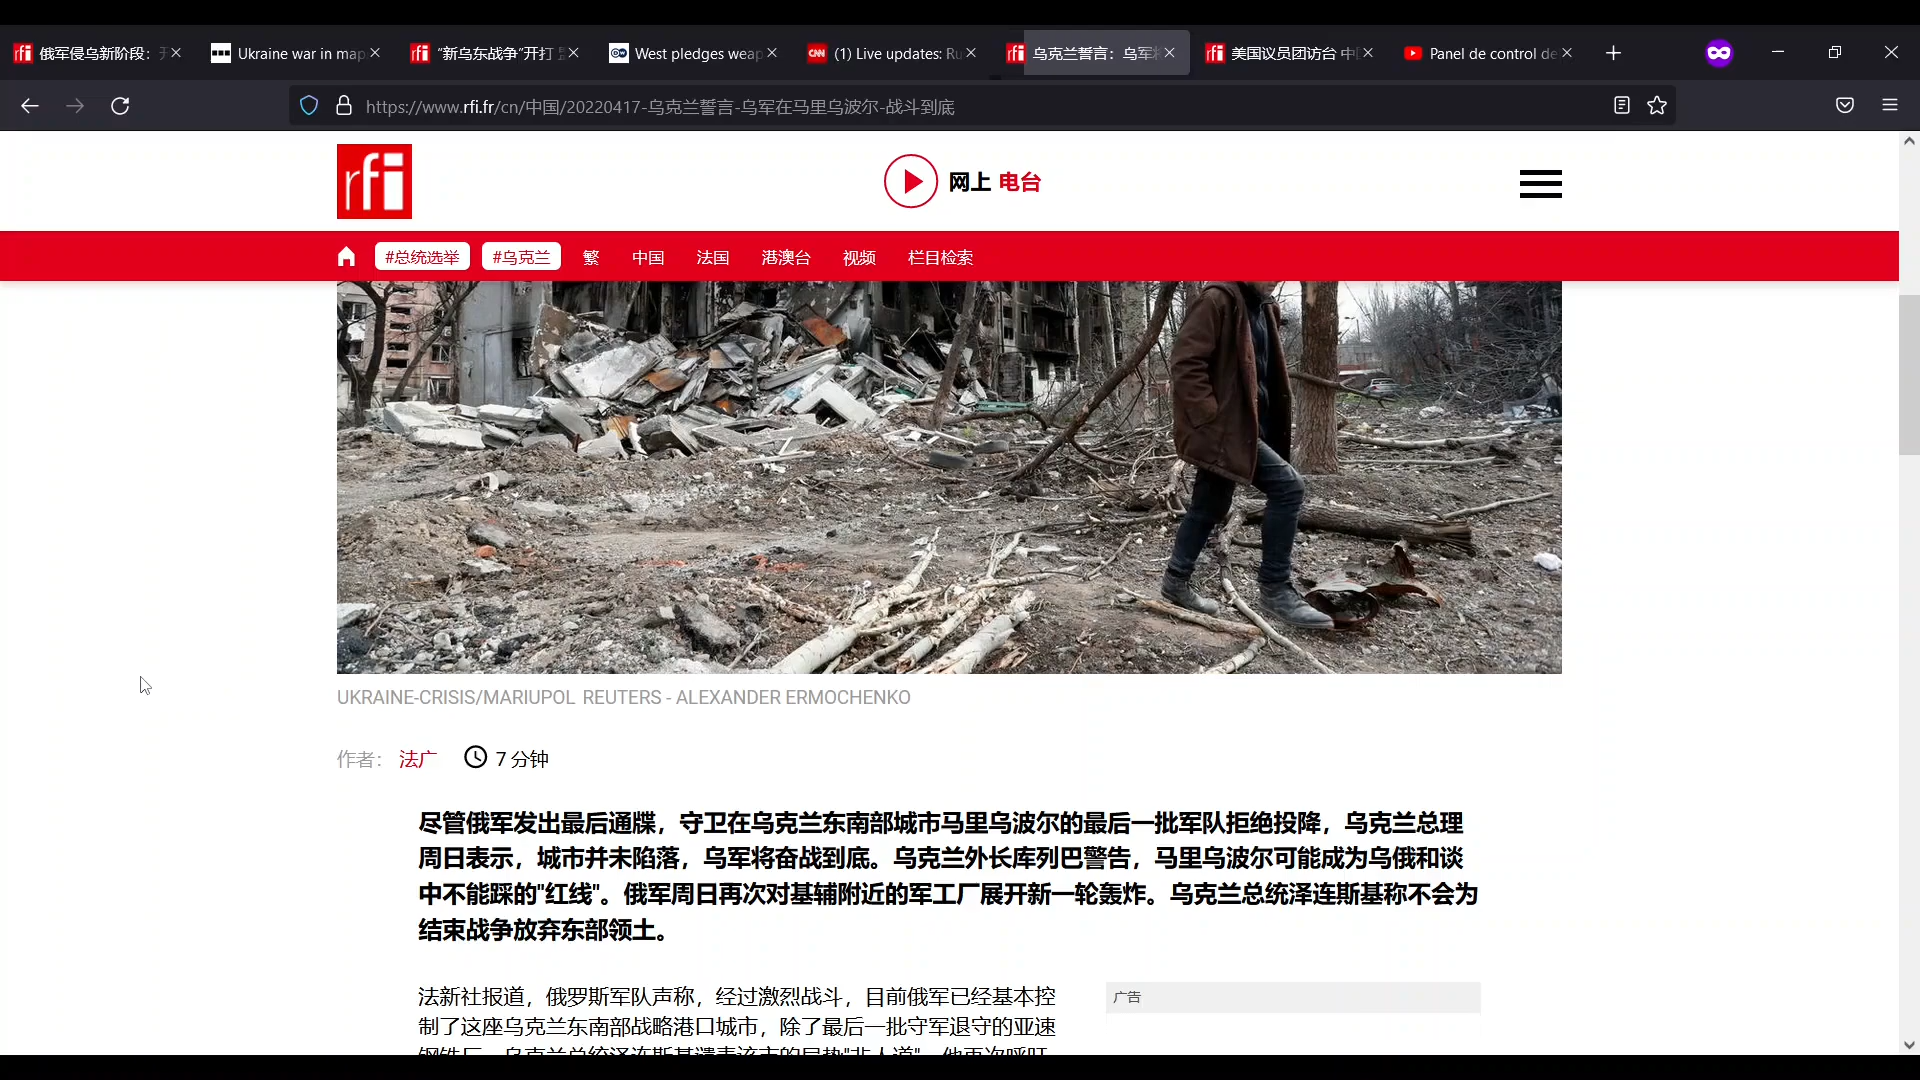 俄军侵乌新阶段：
Ukraine war in map
“新乌东战争”开打
West pledges weap
(1) Live updates: Ru
乌克兰誓言：乌军
美国议员团访台 中
Panel de control de
https://www.rfi.fr/cn/中国/20220417-乌克兰誓言-乌军在马里乌波尔-战斗到底
rfi
网上 电台
#总统选举 #乌克兰 繁 中国 法国 港澳台 视频 栏目检索
UKRAINE-CRISIS/MARIUPOL REUTERS - ALEXANDER ERMOCHENKO
作者： 法广 7 分钟
尽管俄军发出最后通牒，守卫在乌克兰东南部城市马里乌波尔的最后一批军队拒绝投降，乌克兰总理
周日表示，城市并未陷落，乌军将奋战到底。乌克兰外长库列巴警告，马里乌波尔可能成为乌俄和谈
中不能踩的"红线"。俄军周日再次对基辅附近的军工厂展开新一轮轰炸。乌克兰总统泽连斯基称不会为
结束战争放弃东部领土。
法新社报道，俄罗斯军队声称，经过激烈战斗，目前俄军已经基本控
制了这座乌克兰东南部战略港口城市，除了最后一批守军退守的亚速
广告